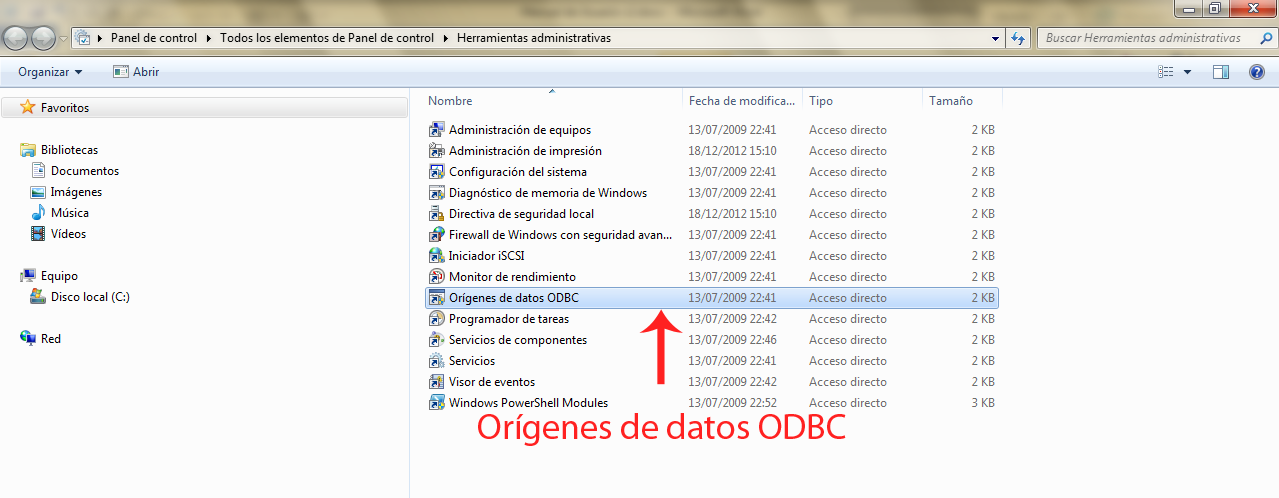 Panel de control Todos los elementos de Panel de control Herramientas administrativas Buscar Herramientas administrativas
Organizar Abrir
Favoritos
Bibliotecas
Documentos
Imágenes
Música
Vídeos
Equipo
Disco local (C:)
Red
Nombre Fecha de modifica... Tipo Tamaño
Administración de equipos 13/07/2009 22:41 Acceso directo 2 KB
Administración de impresión 18/12/2012 15:10 Acceso directo 2 KB
Configuración del sistema 13/07/2009 22:41 Acceso directo 2 KB
Diagnóstico de memoria de Windows 13/07/2009 22:41 Acceso directo 2 KB
Directiva de seguridad local 18/12/2012 15:10 Acceso directo 2 KB
Firewall de Windows con seguridad avan... 13/07/2009 22:41 Acceso directo 2 KB
Iniciador iSCSI 13/07/2009 22:41 Acceso directo 2 KB
Monitor de rendimiento 13/07/2009 22:41 Acceso directo 2 KB
Orígenes de datos ODBC 13/07/2009 22:41 Acceso directo 2 KB
Programador de tareas 13/07/2009 22:42 Acceso directo 2 KB
Servicios de componentes 13/07/2009 22:46 Acceso directo 2 KB
Servicios 13/07/2009 22:41 Acceso directo 2 KB
Visor de eventos 13/07/2009 22:42 Acceso directo 2 KB
Windows PowerShell Modules 13/07/2009 22:52 Acceso directo 3 KB
Orígenes de datos ODBC